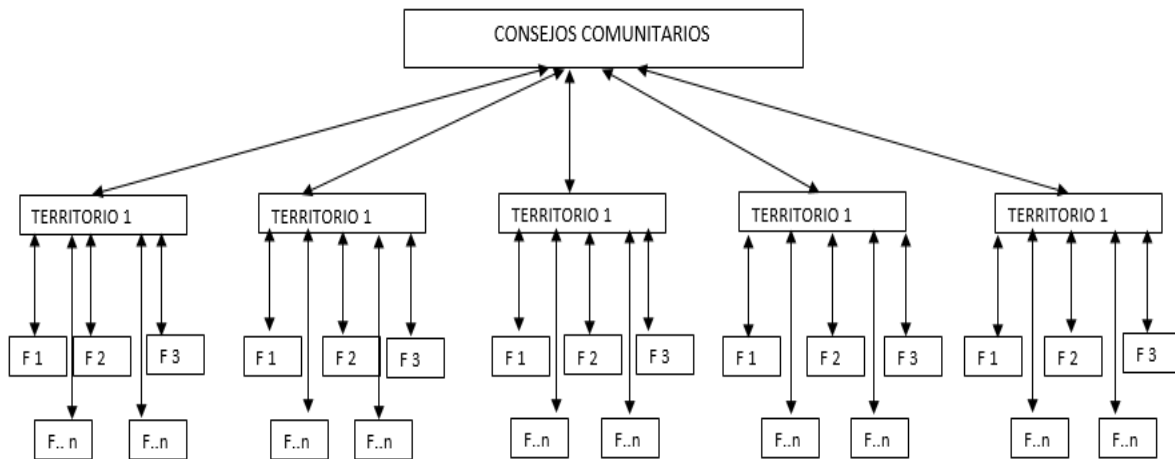 CONSEJOS COMUNITARIOS
TERRITORIO 1
TERRITORIO 1
TERRITORIO 1
TERRITORIO 1
TERRITORIO 1
F 1
F 2
F 3
F 1
F 2
F 3
F 1
F 2
F 3
F 1
F 2
F 3
F 1
F 2
F 3
F.. n
F..n
F..n
F..n
F..n
F..n
F..n
F..n
F..n
F..n